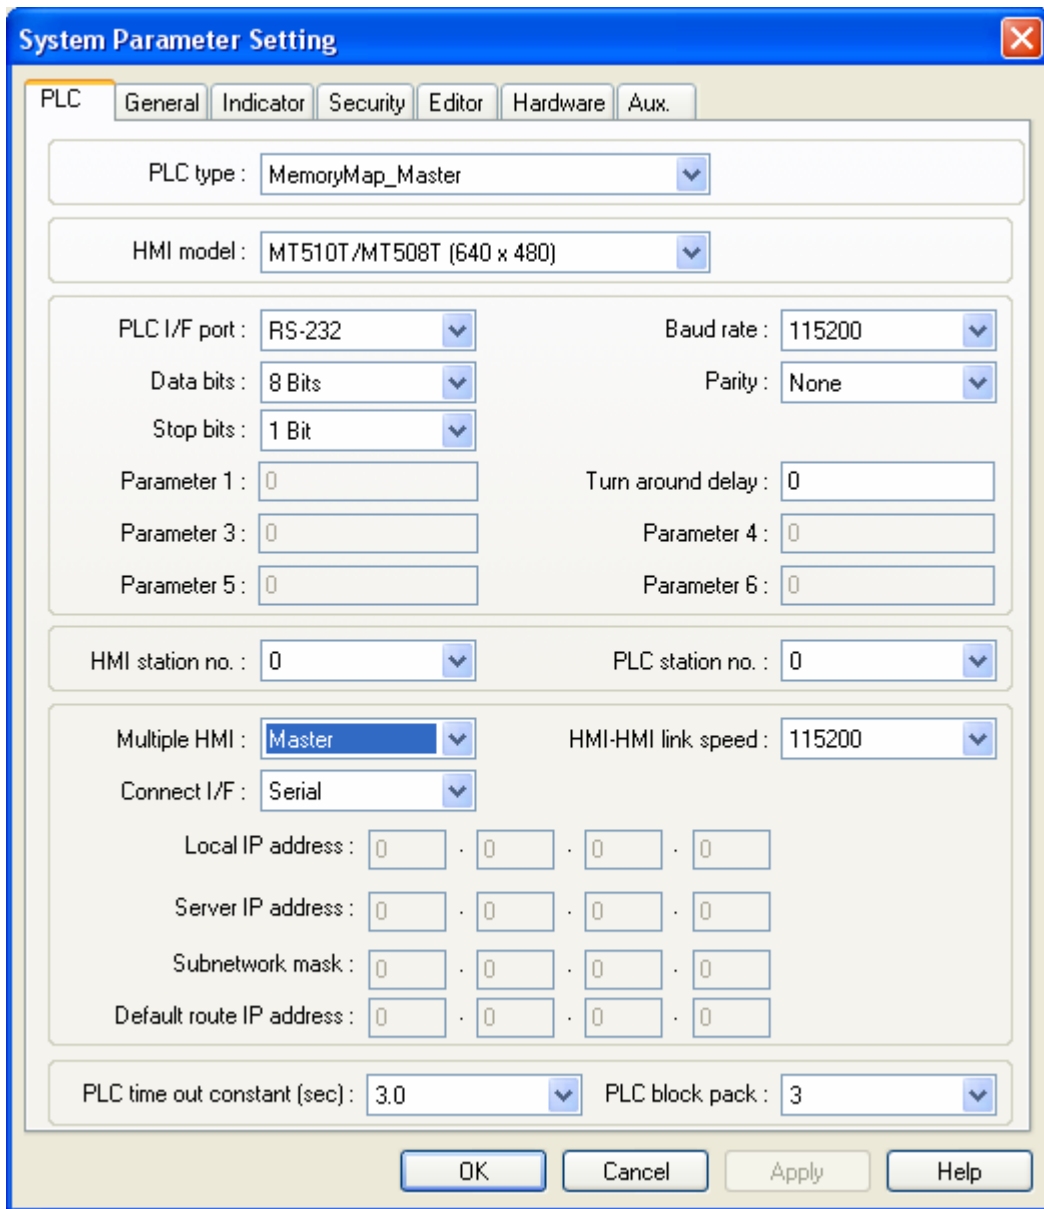 System Parameter Setting
PLC General Indicator Security Editor Hardware Aux.
PLC type : MemoryMap_Master
HMI model : MT510T/MT508T (640 x 480)
PLC I/F port : RS-232 Baud rate : 115200
Data bits : 8 Bits Parity : None
Stop bits : 1 Bit
Parameter 1 : 0 Turn around delay : 0
Parameter 3 : 0 Parameter 4 : 0
Parameter 5 : 0 Parameter 6 : 0
HMI station no. : 0 PLC station no. : 0
Multiple HMI : Master HMI-HMI link speed : 115200
Connect I/F : Serial
Local IP address : 0 . 0 . 0 . 0
Server IP address : 0 . 0 . 0 . 0
Subnetwork mask : 0 . 0 . 0 . 0
Default route IP address : 0 . 0 . 0 . 0
PLC time out constant (sec) : 3.0 PLC block pack : 3
OK Cancel Apply Help